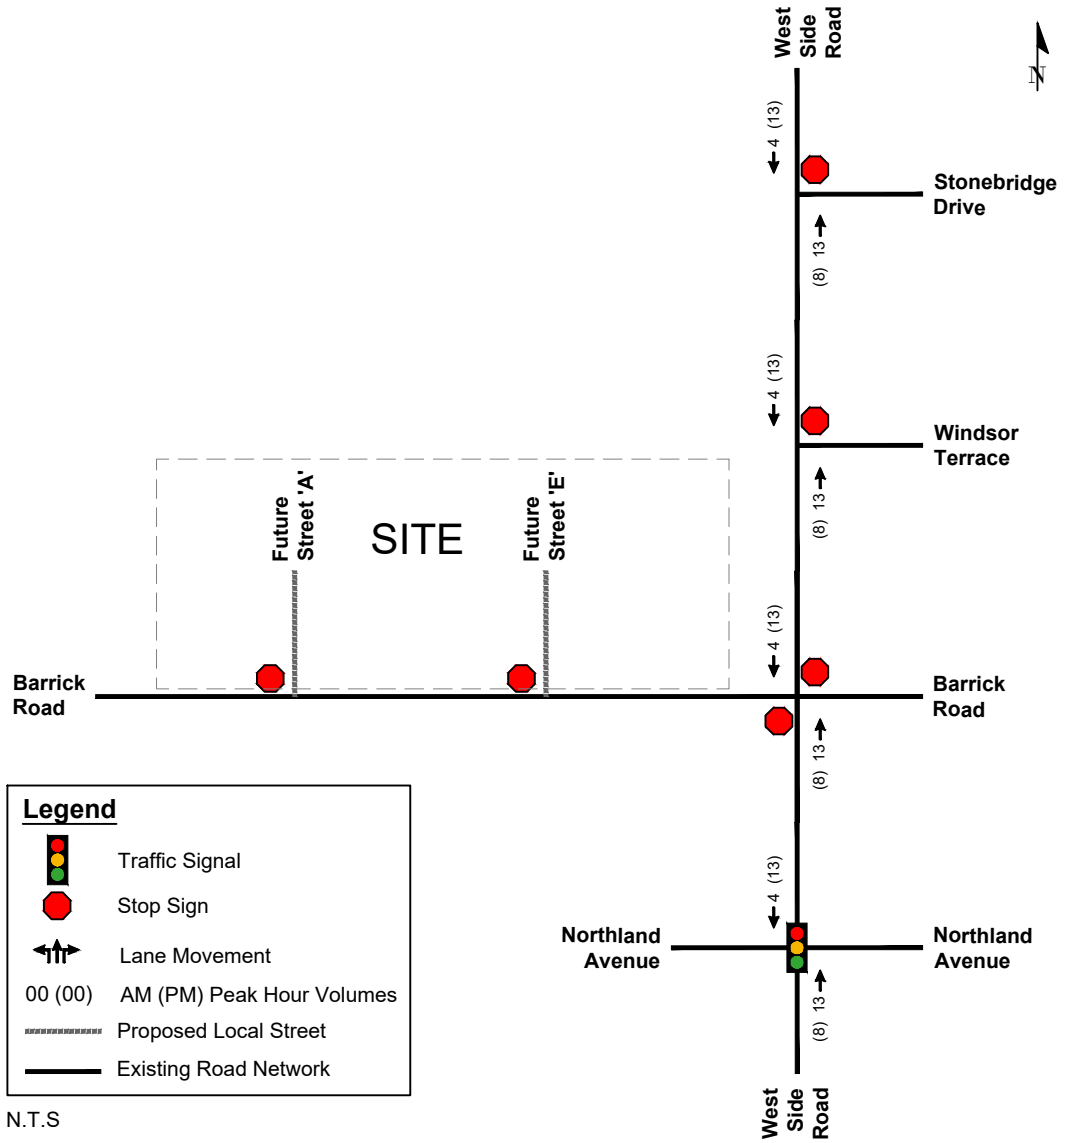 West
Side
Road
N
4 (13)
Stonebridge
Drive
(8) 13
4 (13)
Windsor
Terrace
(8) 13
Future
Street 'A'
SITE
Future
Street 'E'
4 (13)
Barrick
Road
Barrick
Road
(8) 13
Legend
Traffic Signal
Stop Sign
Lane Movement
00 (00) AM (PM) Peak Hour Volumes
Proposed Local Street
Existing Road Network
4 (13)
Northland
Avenue
Northland
Avenue
(8) 13
West
Side
Road
N.T.S